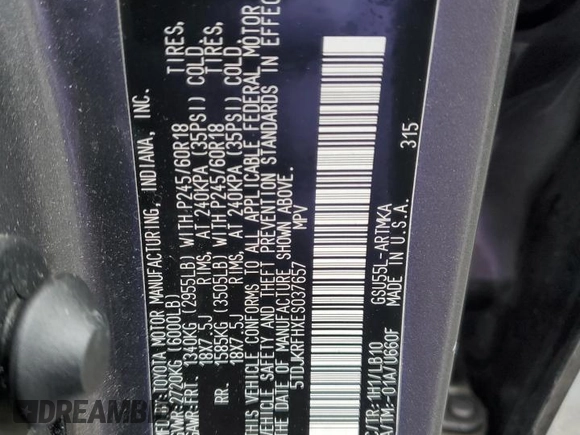 MFD. BY: TOYOTA MOTOR MANUFACTURING, INDIANA, INC.
GVWR 2720KG (6000LB)
GAWR FRT. 1340KG (2955LB) WITH P245/60R18 TIRES,
18X7.5J RIMS, AT 240KPA (35PSI) COLD.
RR. 1585KG (3505LB) WITH P245/60R18 TIRES,
18X7.5J RIMS, AT 240KPA (35PSI) COLD.
THIS VEHICLE CONFORMS TO ALL APPLICABLE FEDERAL MOTOR
VEHICLE SAFETY AND THEFT PREVENTION STANDARDS IN EFFECT
ON THE DATE OF MANUFACTURE SHOWN ABOVE.
5TDJKRFHXES037657 MPV
315
C/TR: 1H1/LB10 GSU55L-ARTMKA
A/TM: -01A/U660F MADE IN U.S.A.
DREAMBID